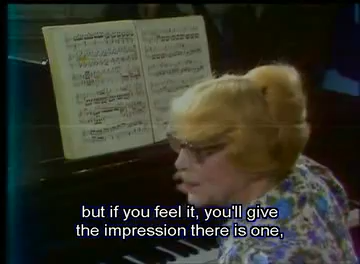 but if you feel it, you'll give
the impression there is one,